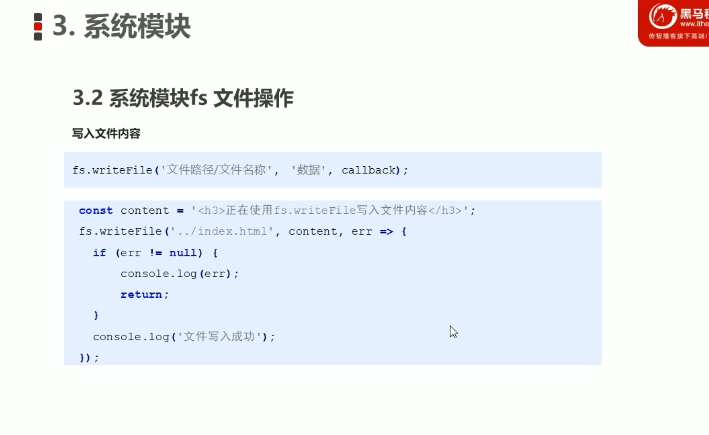 3. 系统模块
黑马程
www.ithe
传智播客旗下高端I
3.2 系统模块fs 文件操作
写入文件内容
fs.writeFile('文件路径/文件名称', '数据', callback);
const content = '<h3>正在使用fs.writeFile写入文件内容</h3>';
fs.writeFile('../index.html', content, err => {
if (err != null) {
console.log(err);
return;
}
console.log('文件写入成功');
});